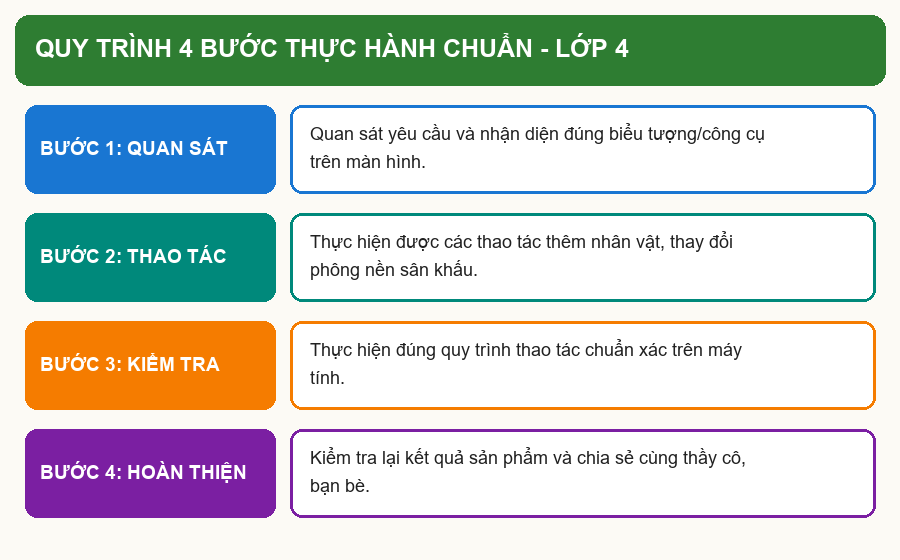 QUY TRÌNH 4 BƯỚC THỰC HÀNH CHUẨN - LỚP 4
BƯỚC 1: QUAN SÁT
Quan sát yêu cầu và nhận diện đúng biểu tượng/công cụ
trên màn hình.
BƯỚC 2: THAO TÁC
Thực hiện được các thao tác thêm nhân vật, thay đổi
phông nền sân khấu.
BƯỚC 3: KIỂM TRA
Thực hiện đúng quy trình thao tác chuẩn xác trên máy
tính.
BƯỚC 4: HOÀN THIỆN
Kiểm tra lại kết quả sản phẩm và chia sẻ cùng thầy cô,
bạn bè.